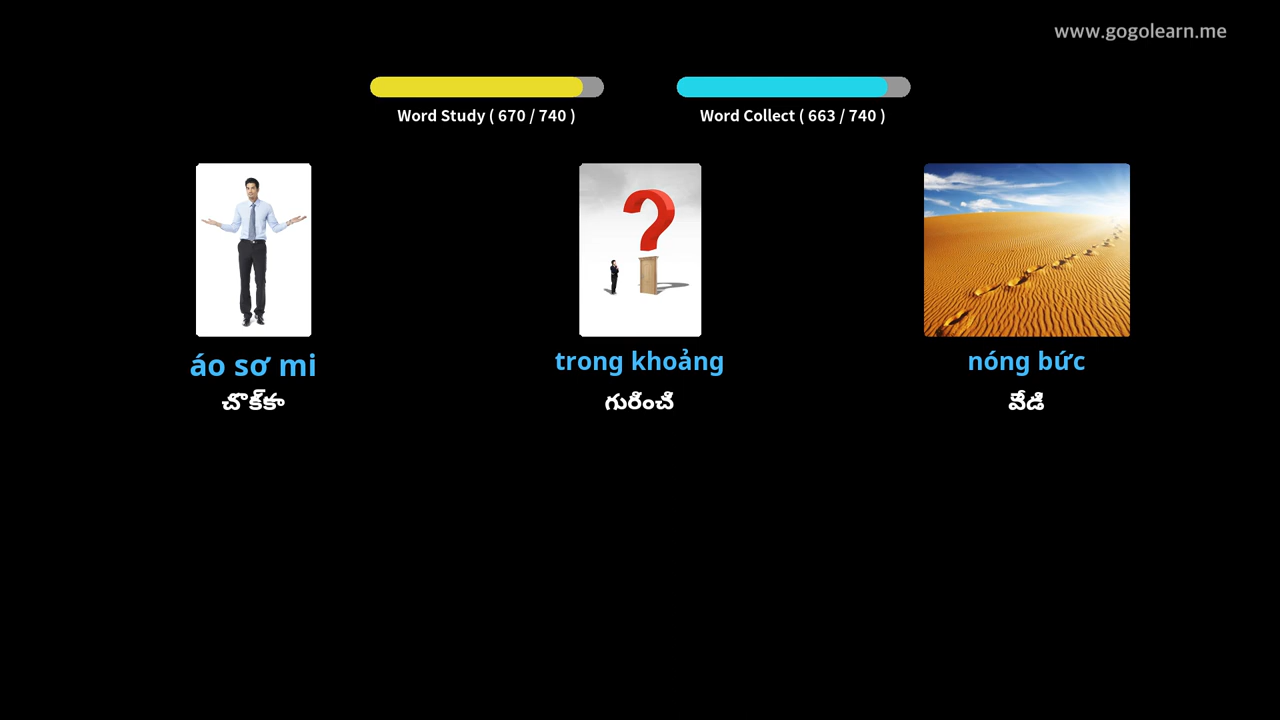 www.gogolearn.me
Word Study ( 670 / 740 )
Word Collect ( 663 / 740 )
áo sơ mi
trong khoảng
nóng bức
చొక్కా
గురించి
వేడి